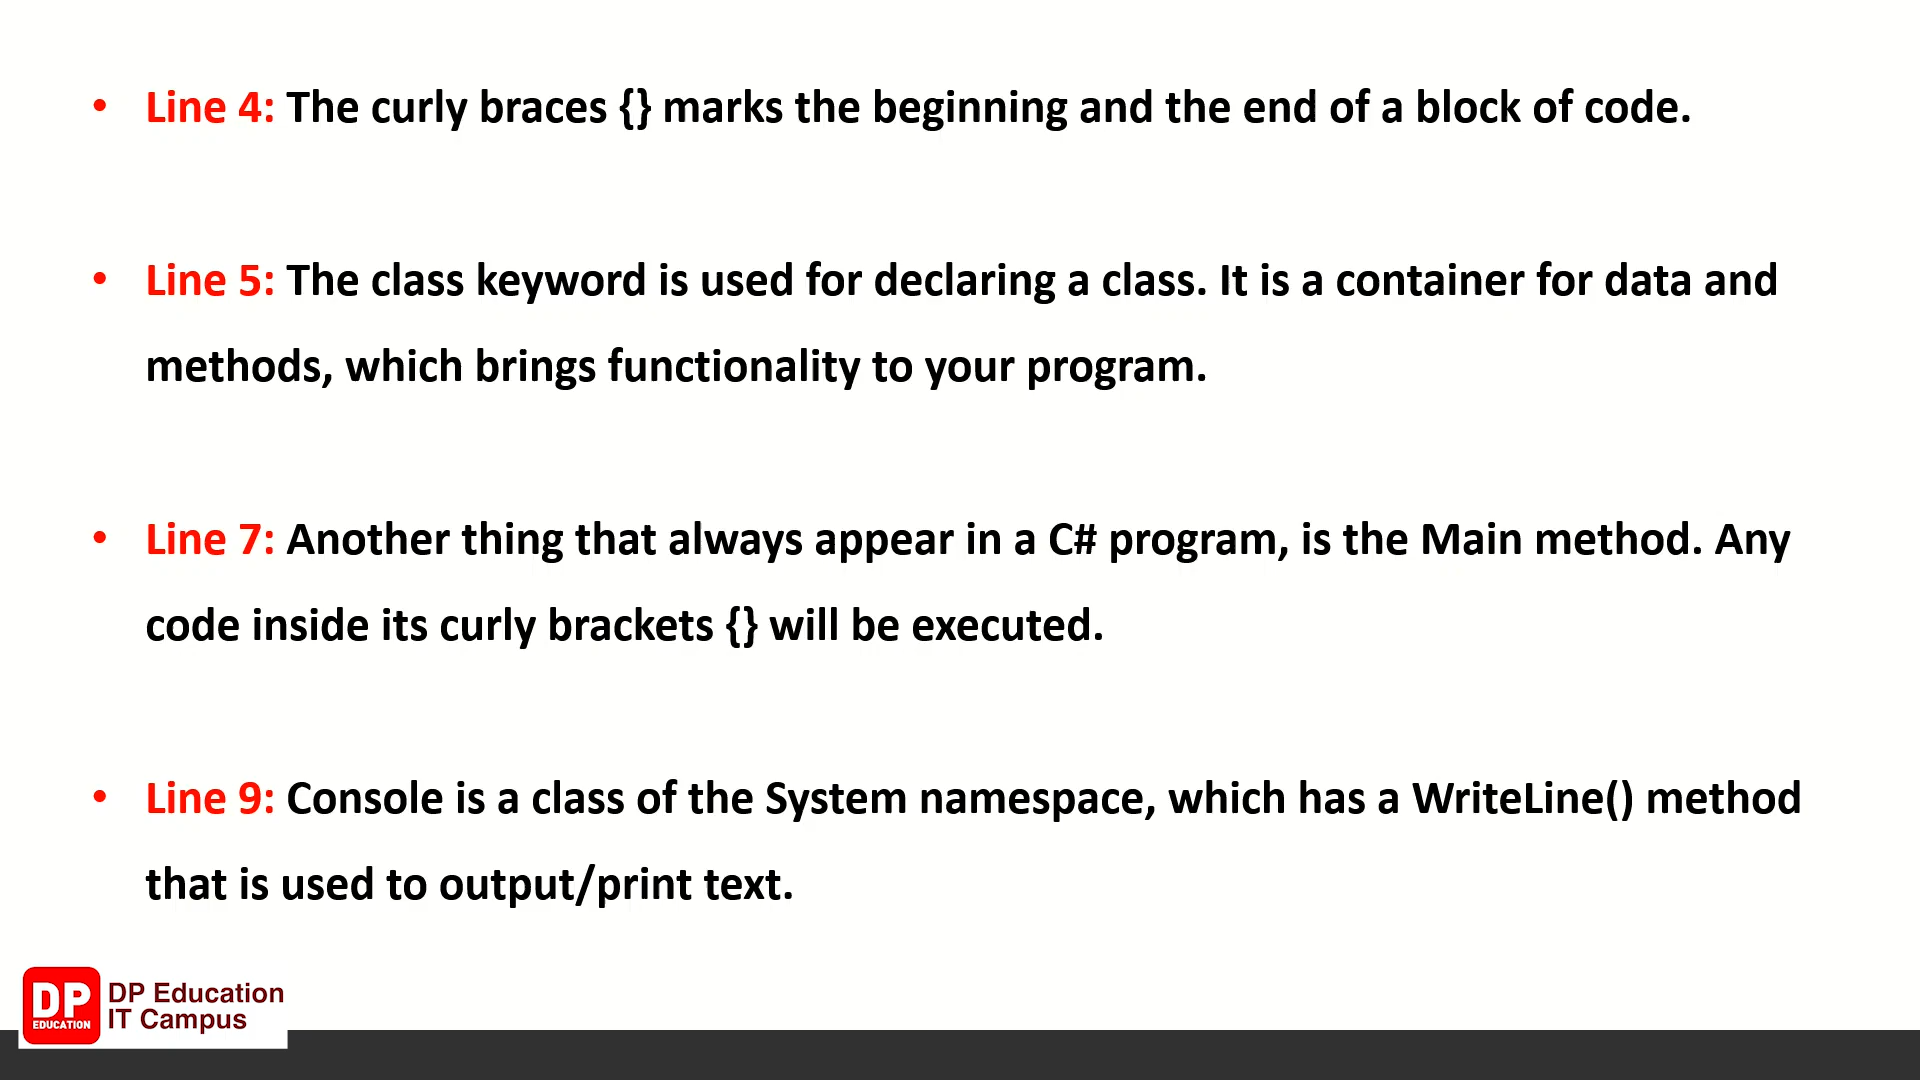 • Line 4: The curly braces {} marks the beginning and the end of a block of code.
• Line 5: The class keyword is used for declaring a class. It is a container for data and
methods, which brings functionality to your program.
• Line 7: Another thing that always appear in a C# program, is the Main method. Any
code inside its curly brackets {} will be executed.
• Line 9: Console is a class of the System namespace, which has a WriteLine() method
that is used to output/print text.
DP
EDUCATION
DP Education
IT Campus